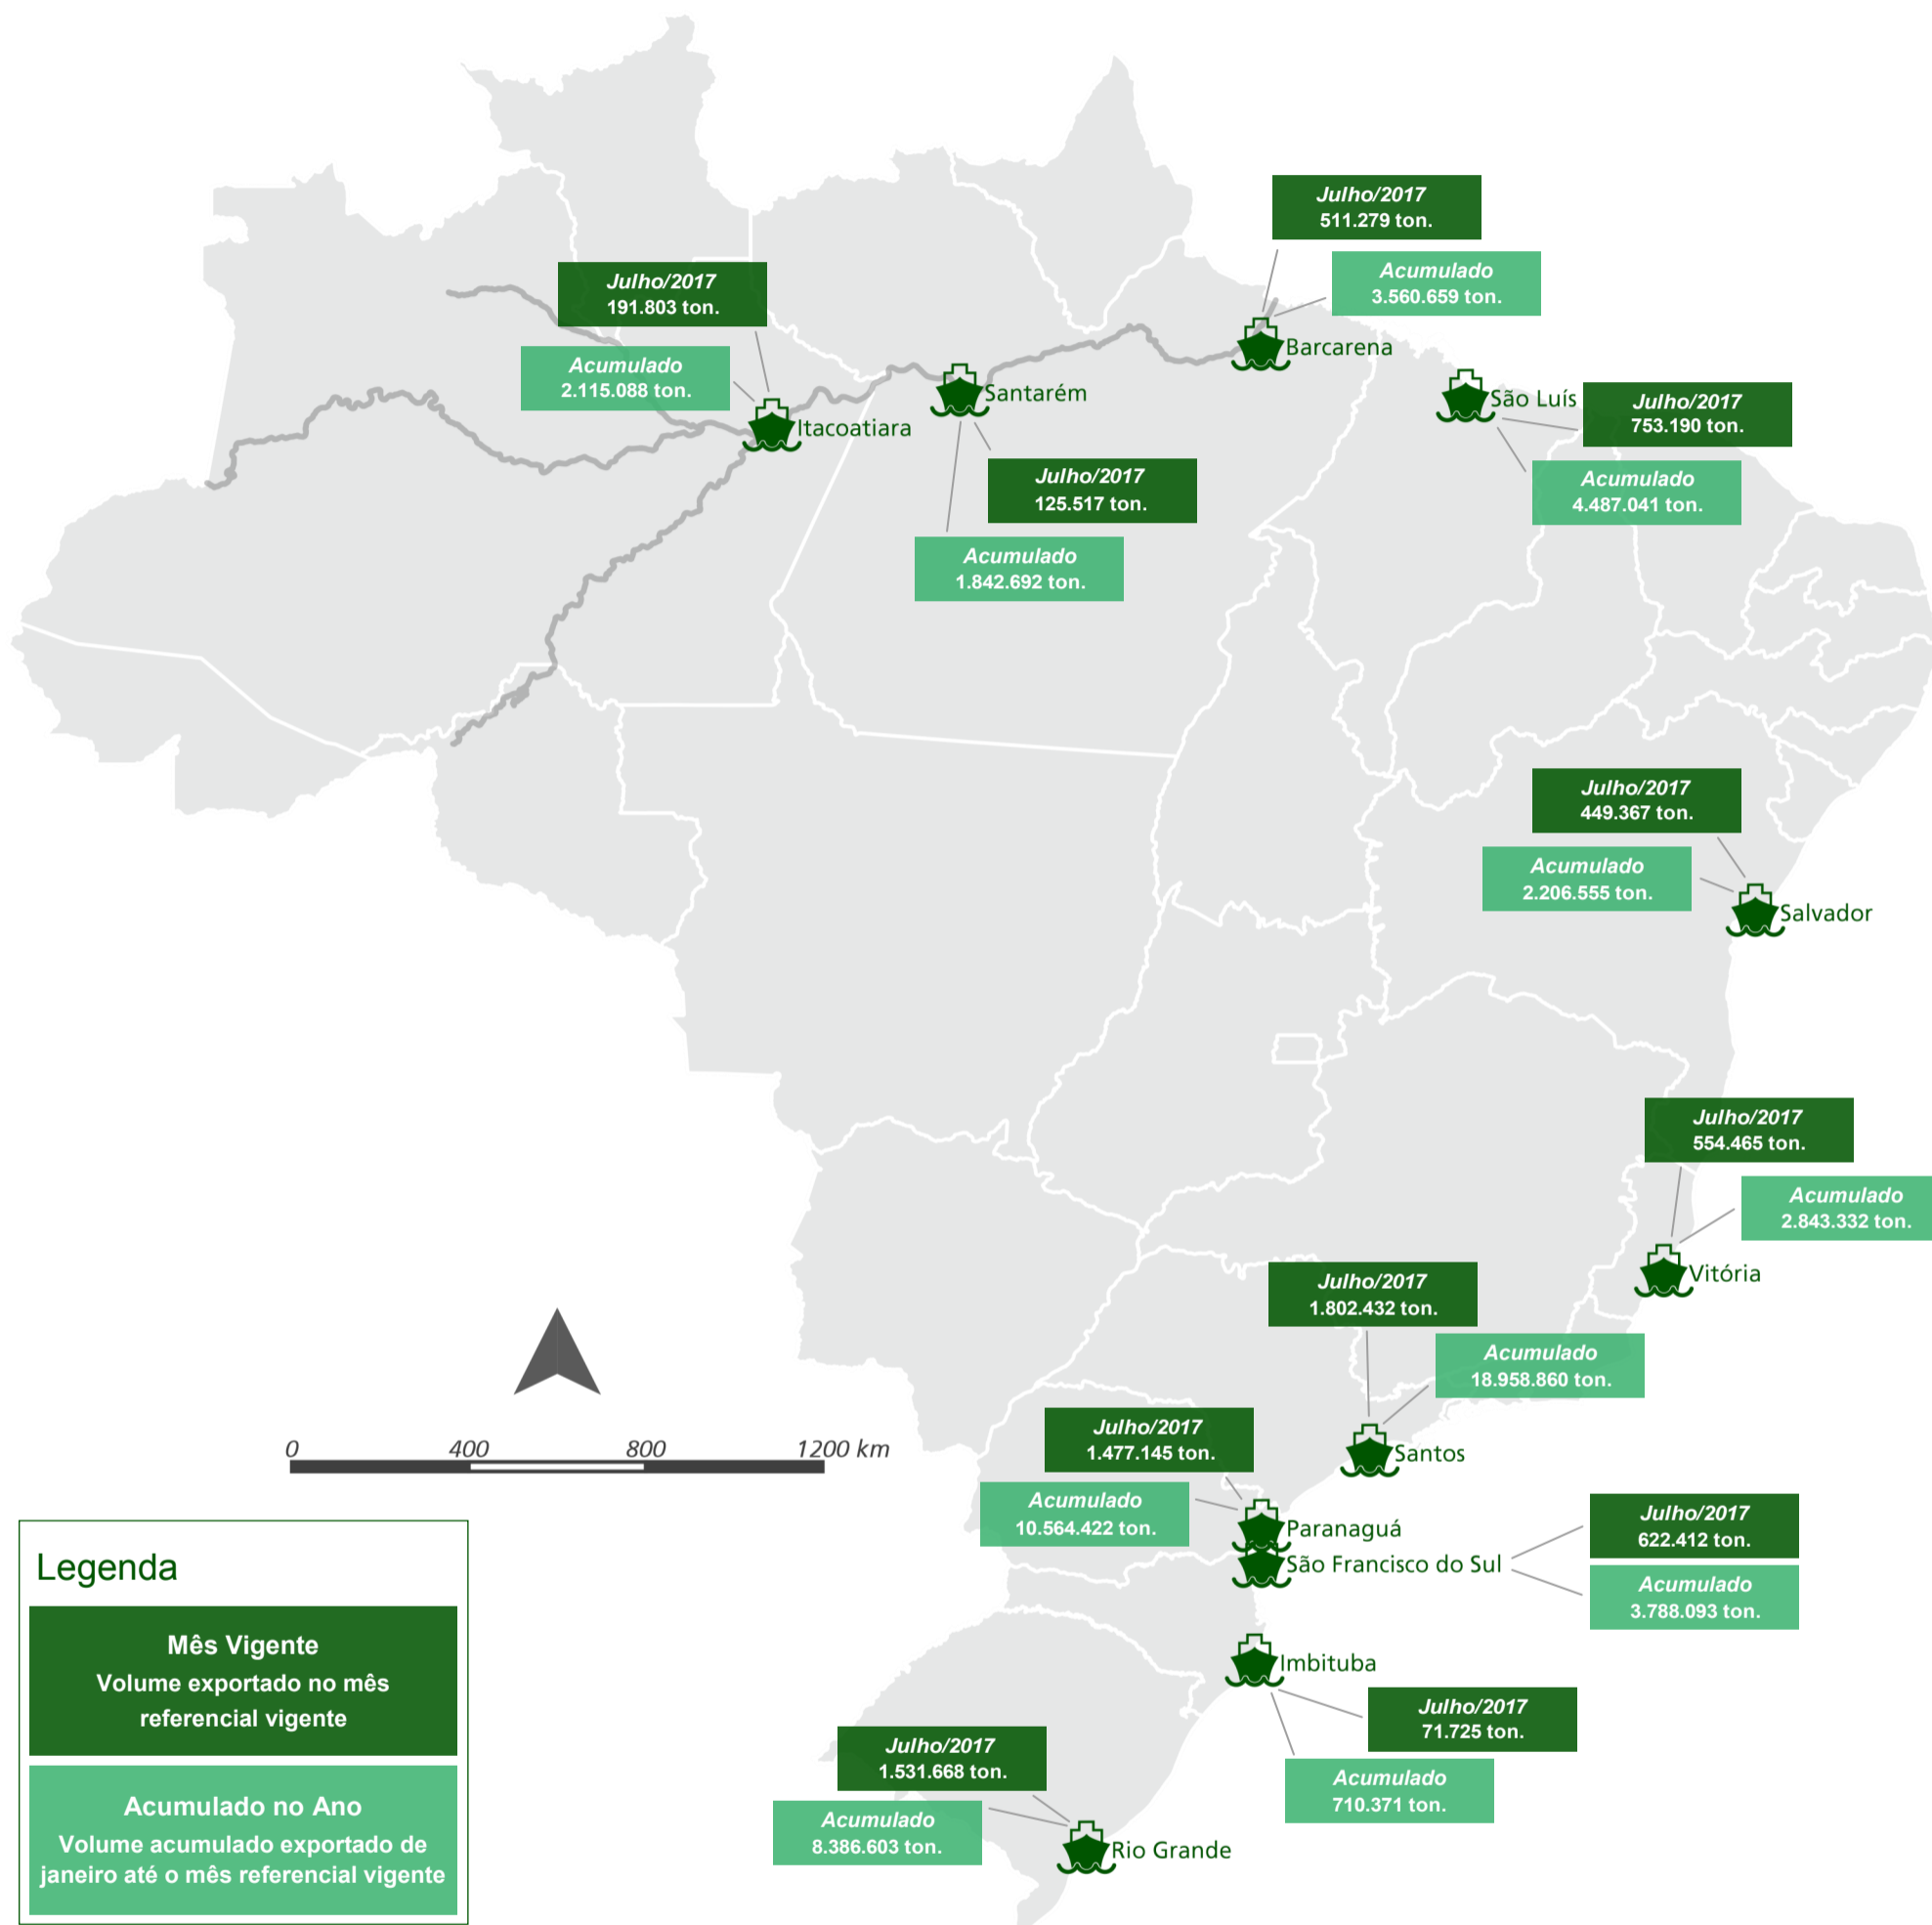 Julho/2017
511.279 ton.
Acumulado
3.560.659 ton.
Barcarena
Julho/2017
191.803 ton.
Acumulado
2.115.088 ton.
Itacoatiara
Santarém
Julho/2017
125.517 ton.
Acumulado
1.842.692 ton.
São Luís
Julho/2017
753.190 ton.
Acumulado
4.487.041 ton.
Julho/2017
449.367 ton.
Acumulado
2.206.555 ton.
Salvador
Julho/2017
554.465 ton.
Acumulado
2.843.332 ton.
Vitória
Julho/2017
1.802.432 ton.
Acumulado
18.958.860 ton.
Santos
Julho/2017
1.477.145 ton.
Acumulado
10.564.422 ton.
Paranaguá
São Francisco do Sul
Julho/2017
622.412 ton.
Acumulado
3.788.093 ton.
Imbituba
Julho/2017
71.725 ton.
Acumulado
710.371 ton.
Julho/2017
1.531.668 ton.
Acumulado
8.386.603 ton.
Rio Grande
0 400 800 1200 km
Legenda
Mês Vigente
Volume exportado no mês
referencial vigente
Acumulado no Ano
Volume acumulado exportado de
janeiro até o mês referencial vigente